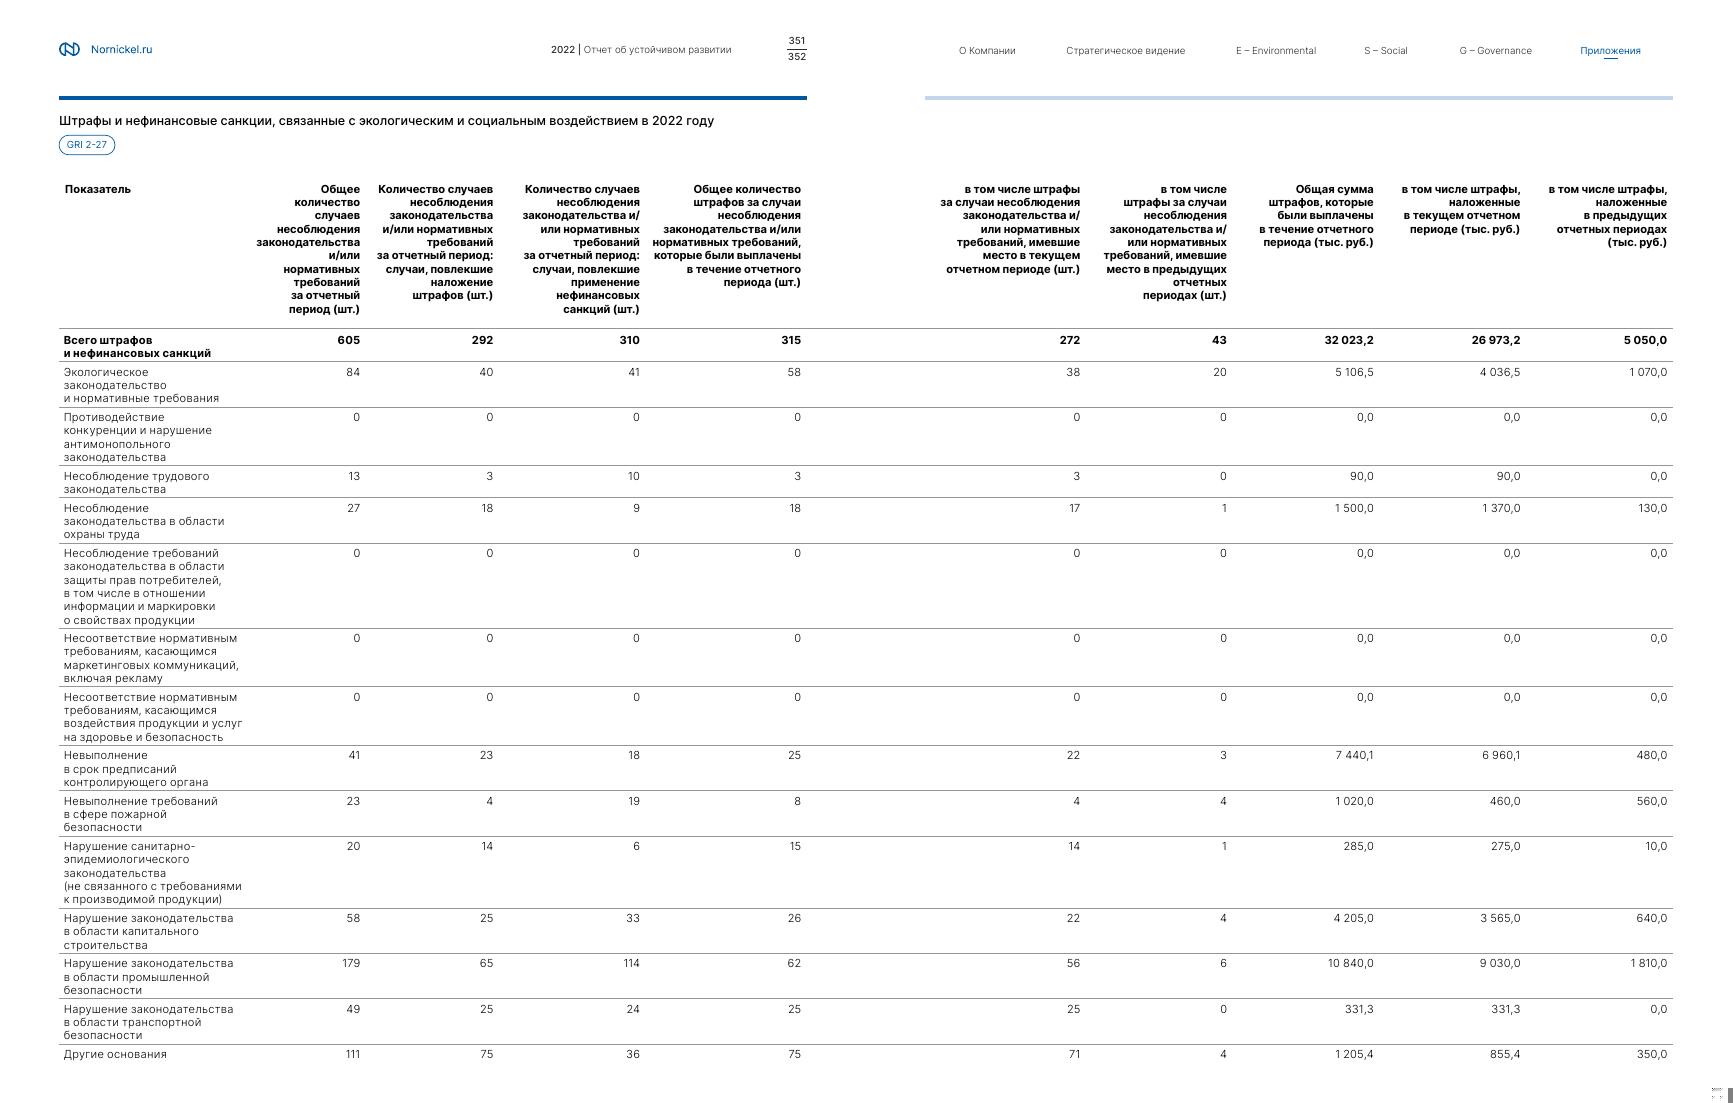 Nornickel.ru
2022 | Отчет об устойчивом развитии
351
352
О Компании
Стратегическое видение
E – Environmental
S – Social
G – Governance
Приложения
Штрафы и нефинансовые санкции, связанные с экологическим и социальным воздействием в 2022 году
GRI 2-27
Показатель
Общее
количество
случаев
несоблюдения
законодательства
и/или
нормативных
требований
за отчетный
период (шт.)
Количество случаев
несоблюдения
законодательства
и/или нормативных
требований
за отчетный период:
случаи, повлекшие
наложение
штрафов (шт.)
Количество случаев
несоблюдения
законодательства и/
или нормативных
требований
за отчетный период:
случаи, повлекшие
применение
нефинансовых
санкций (шт.)
Общее количество
штрафов за случаи
несоблюдения
законодательства и/или
нормативных требований,
которые были выплачены
в течение отчетного
периода (шт.)
в том числе штрафы
за случаи несоблюдения
законодательства и/
или нормативных
требований, имевшие
место в текущем
отчетном периоде (шт.)
в том числе
штрафы за случаи
несоблюдения
законодательства и/
или нормативных
требований, имевшие
место в предыдущих
отчетных
периодах (шт.)
Общая сумма
штрафов, которые
были выплачены
в течение отчетного
периода (тыс. руб.)
в том числе штрафы,
наложенные
в текущем отчетном
периоде (тыс. руб.)
в том числе штрафы,
наложенные
в предыдущих
отчетных периодах
(тыс. руб.)
Всего штрафов 605 292 310 315 272 43 32 023,2 26 973,2 5 050,0
и нефинансовых санкций
Экологическое 84 40 41 58 38 20 5 106,5 4 036,5 1 070,0
законодательство
и нормативные требования
Противодействие 0 0 0 0 0 0 0,0 0,0 0,0
конкуренции и нарушение
антимонопольного
законодательства
Несоблюдение трудового 13 3 10 3 3 0 90,0 90,0 0,0
законодательства
Несоблюдение 27 18 9 18 17 1 1 500,0 1 370,0 130,0
законодательства в области
охраны труда
Несоблюдение требований 0 0 0 0 0 0 0,0 0,0 0,0
законодательства в области
защиты прав потребителей,
в том числе в отношении
информации и маркировки
о свойствах продукции
Несоответствие нормативным 0 0 0 0 0 0 0,0 0,0 0,0
требованиям, касающимся
маркетинговых коммуникаций,
включая рекламу
Несоответствие нормативным 0 0 0 0 0 0 0,0 0,0 0,0
требованиям, касающимся
воздействия продукции и услуг
на здоровье и безопасность
Невыполнение 41 23 18 25 22 3 7 440,1 6 960,1 480,0
в срок предписаний
контролирующего органа
Невыполнение требований 23 4 19 8 4 4 1 020,0 460,0 560,0
в сфере пожарной
безопасности
Нарушение санитарно- 20 14 6 15 14 1 285,0 275,0 10,0
эпидемиологического
законодательства
(не связанного с требованиями
к производимой продукции)
Нарушение законодательства 58 25 33 26 22 4 4 205,0 3 565,0 640,0
в области капитального
строительства
Нарушение законодательства 179 65 114 62 56 6 10 840,0 9 030,0 1 810,0
в области промышленной
безопасности
Нарушение законодательства 49 25 24 25 25 0 331,3 331,3 0,0
в области транспортной
безопасности
Другие основания 111 75 36 75 71 4 1 205,4 855,4 350,0